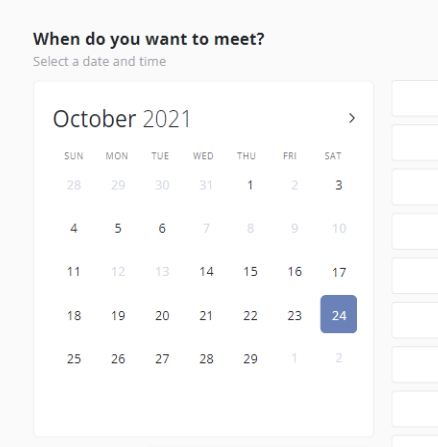 When do you want to meet?
Select a date and time
October 2021 >
SUN MON TUE WED THU FRI SAT
28 29 30 31 1 2 3
4 5 6 7 8 9 10
11 12 13 14 15 16 17
18 19 20 21 22 23 24
25 26 27 28 29 1 2